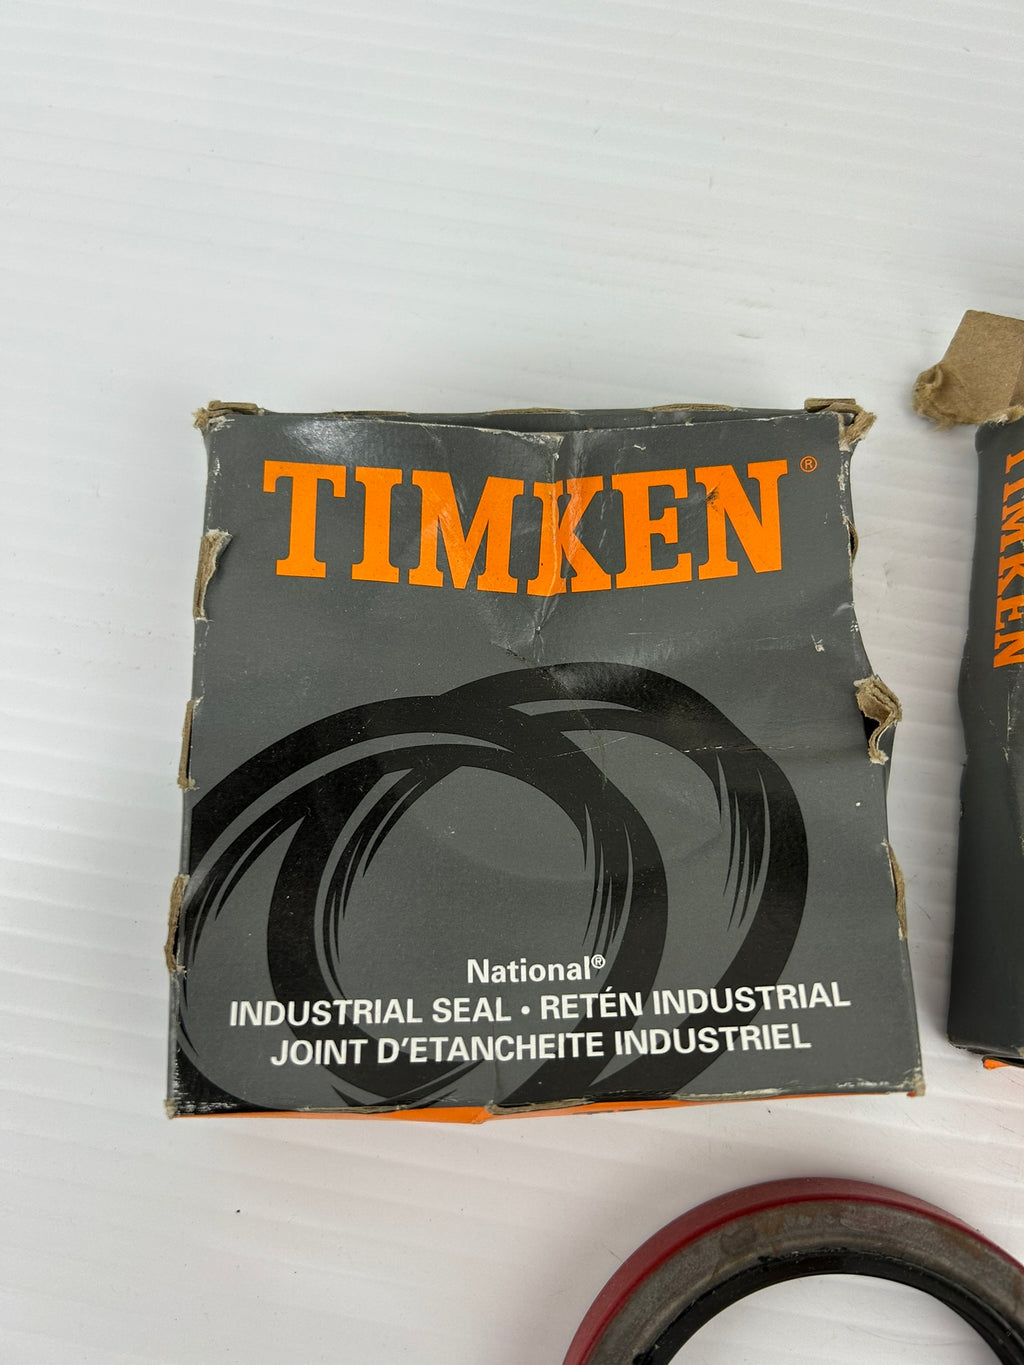 TIMKEN®
National®
INDUSTRIAL SEAL • RETÉN INDUSTRIAL
JOINT D'ETANCHEITE INDUSTRIEL
TIMKEN